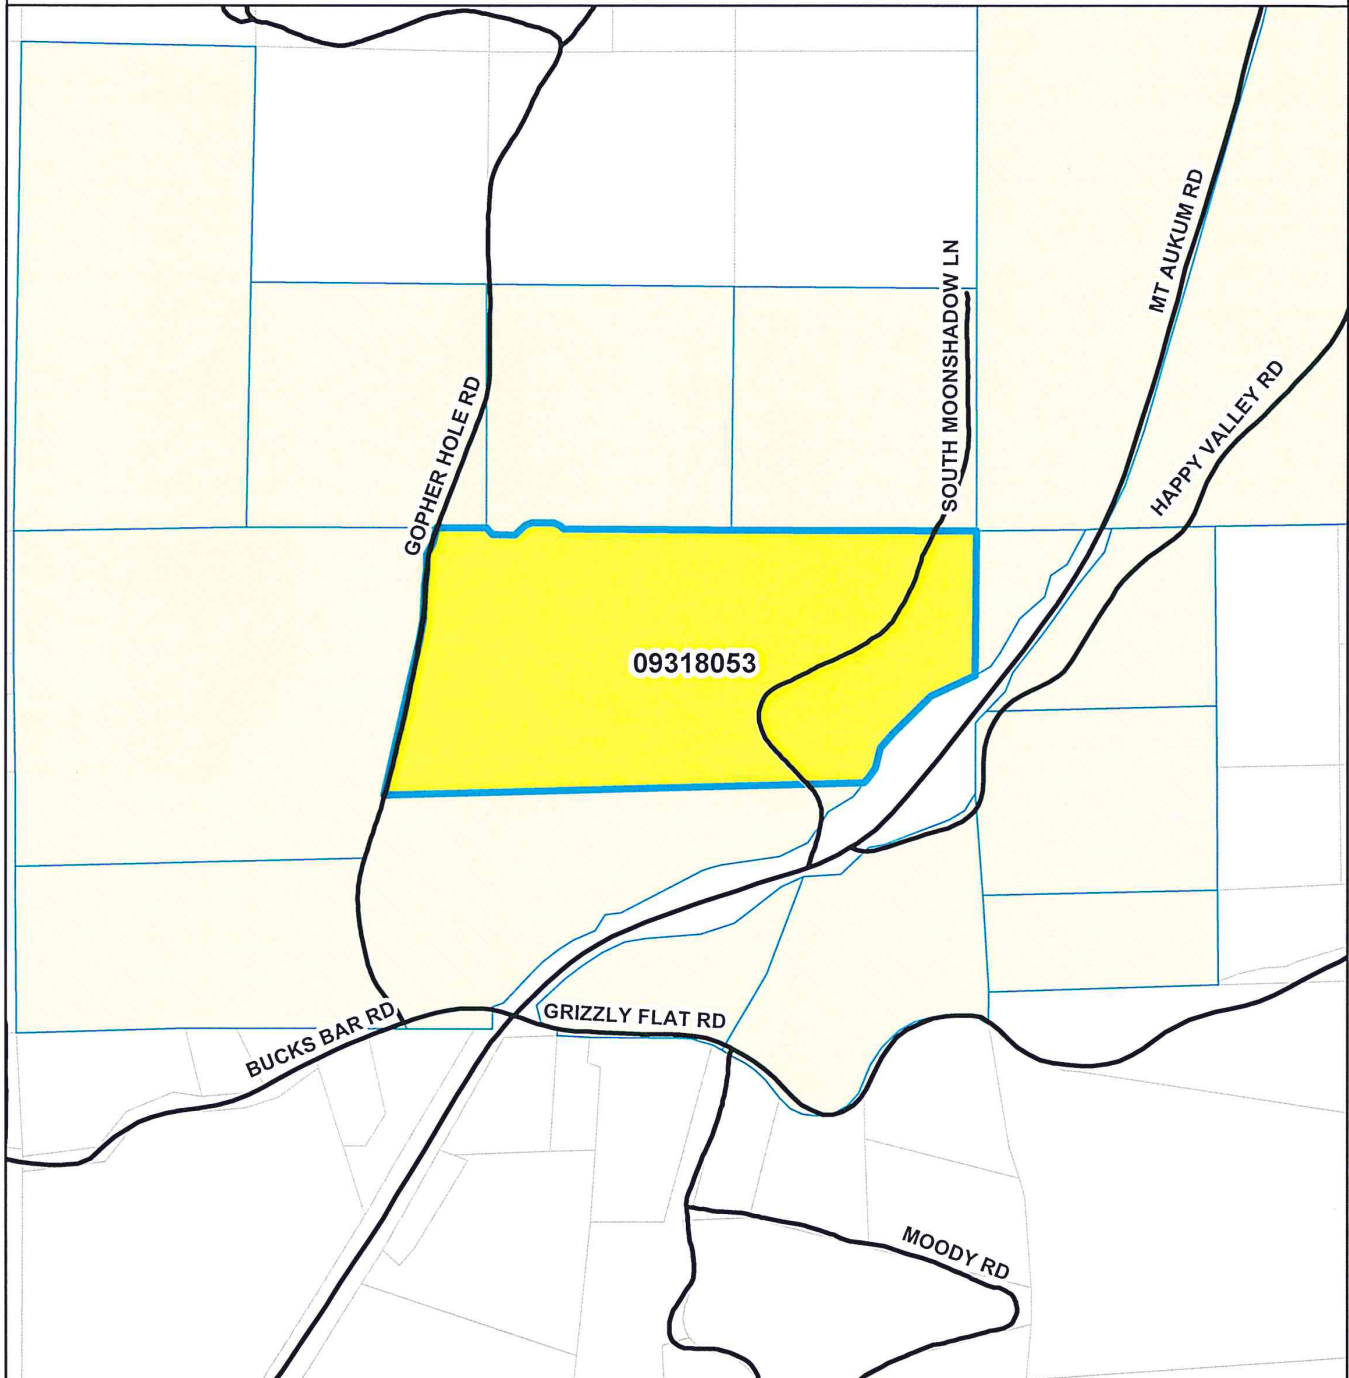 MT AUKUM RD
SOUTH MOONSHADOW LN
HAPPY VALLEY RD
GOPHER HOLE RD
09318053
BUCKS BAR RD
GRIZZLY FLAT RD
MOODY RD